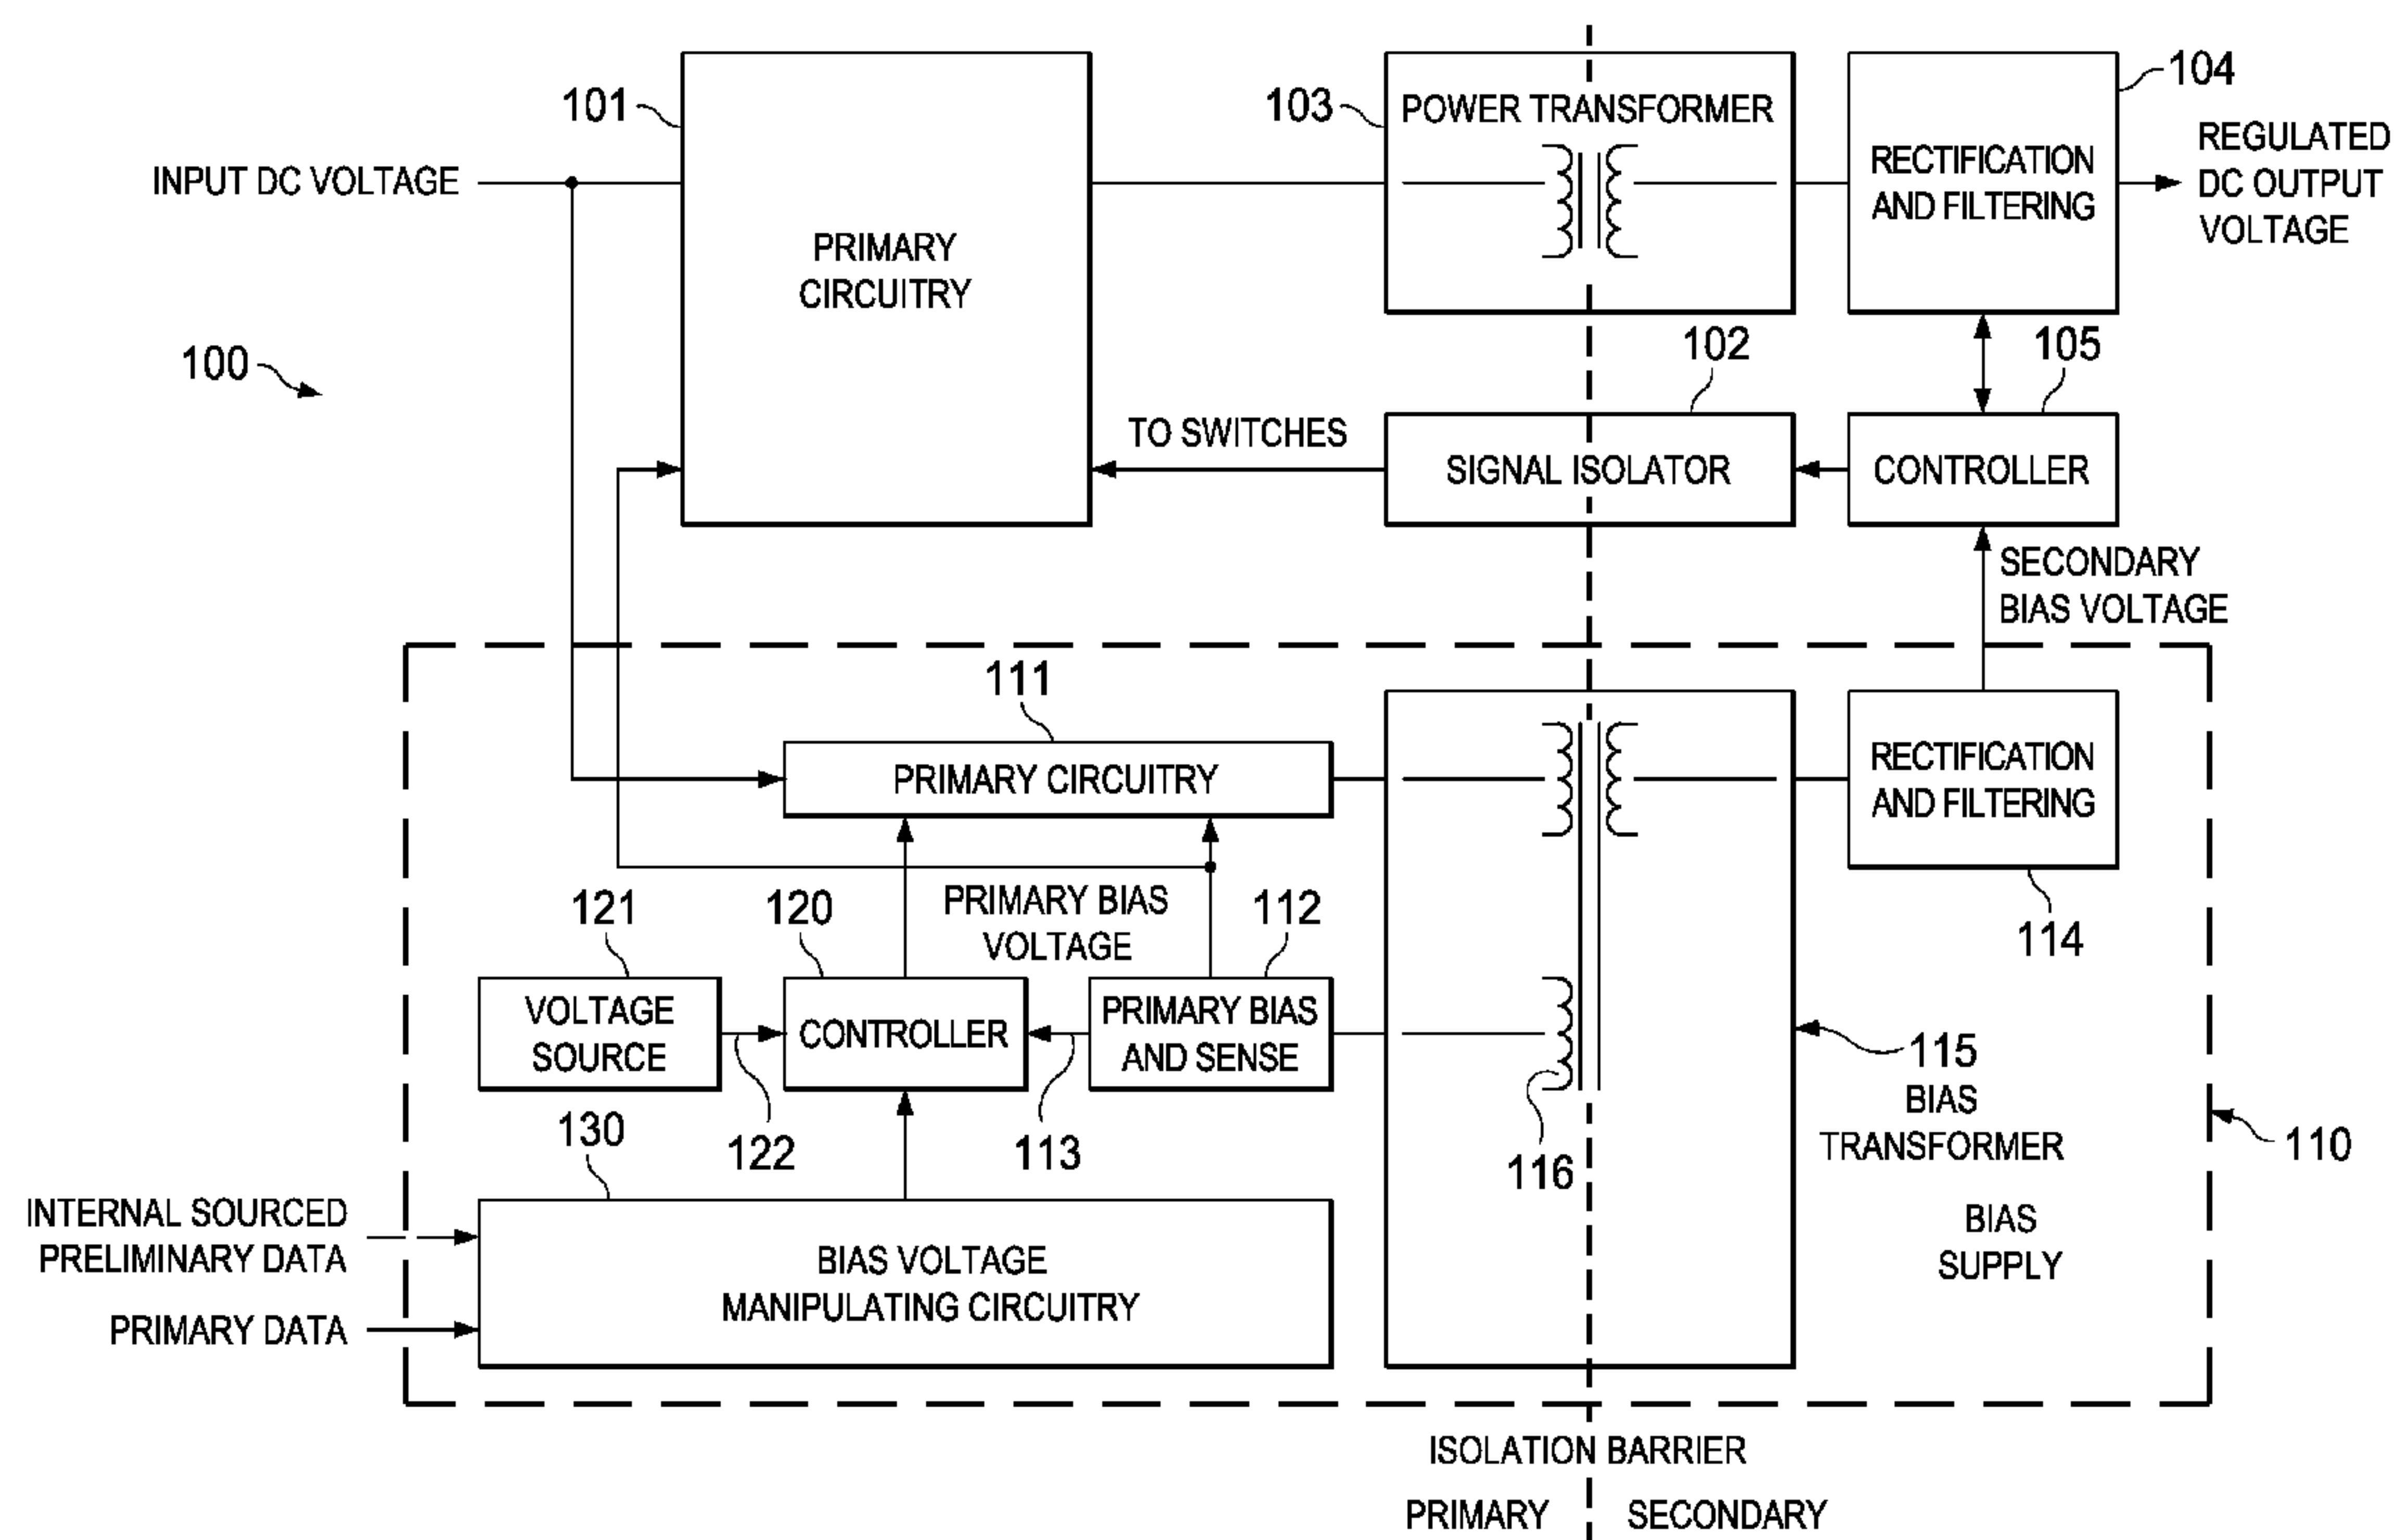 101
103
POWER TRANSFORMER
104
INPUT DC VOLTAGE
PRIMARY
CIRCUITRY
RECTIFICATION
AND FILTERING
REGULATED
DC OUTPUT
VOLTAGE
100
102
105
TO SWITCHES
SIGNAL ISOLATOR
CONTROLLER
SECONDARY
BIAS VOLTAGE
111
PRIMARY CIRCUITRY
RECTIFICATION
AND FILTERING
114
121
120
PRIMARY BIAS
VOLTAGE
112
VOLTAGE
SOURCE
CONTROLLER
PRIMARY BIAS
AND SENSE
122
113
116
115
BIAS
TRANSFORMER
110
130
INTERNAL SOURCED
PRELIMINARY DATA
PRIMARY DATA
BIAS VOLTAGE
MANIPULATING CIRCUITRY
BIAS
SUPPLY
ISOLATION BARRIER
PRIMARY
SECONDARY